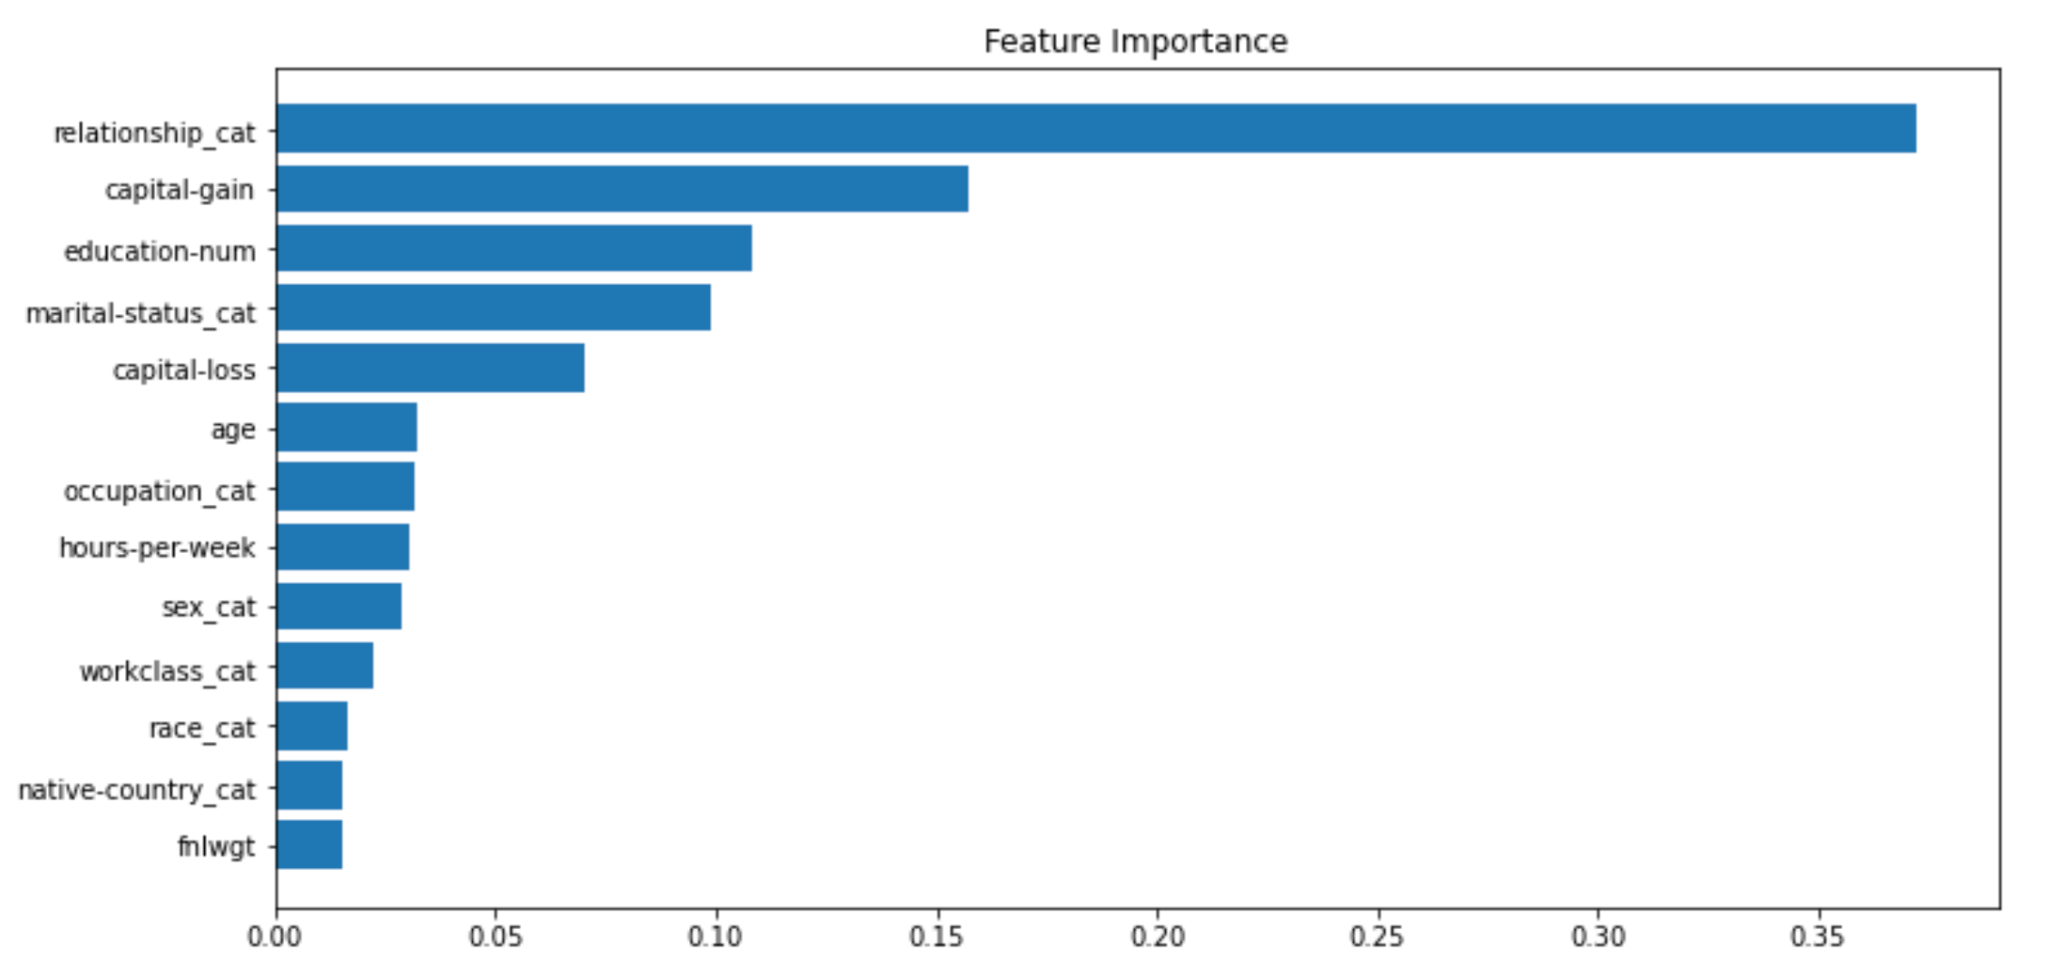 Feature Importance
relationship_cat
capital-gain
education-num
marital-status_cat
capital-loss
age
occupation_cat
hours-per-week
sex_cat
workclass_cat
race_cat
native-country_cat
fnlwgt
0.00 0.05 0.10 0.15 0.20 0.25 0.30 0.35